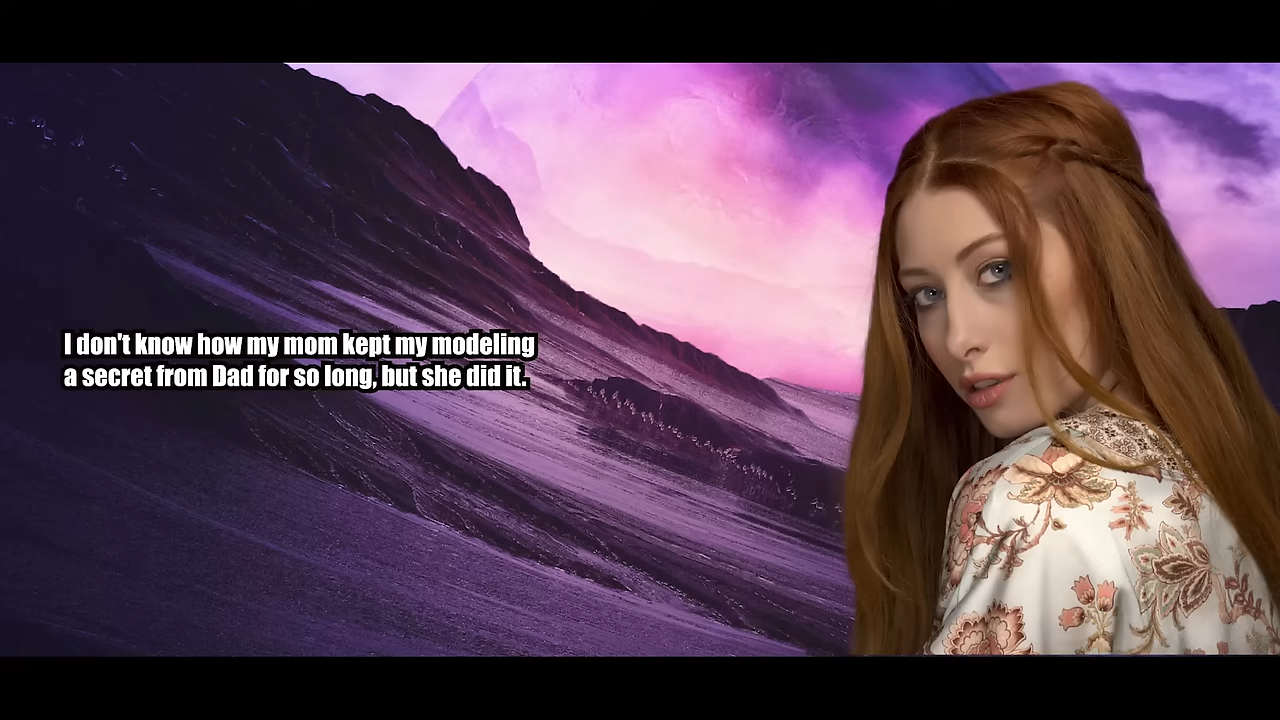 I don't know how my mom kept my modeling
a secret from Dad for so long, but she did it.